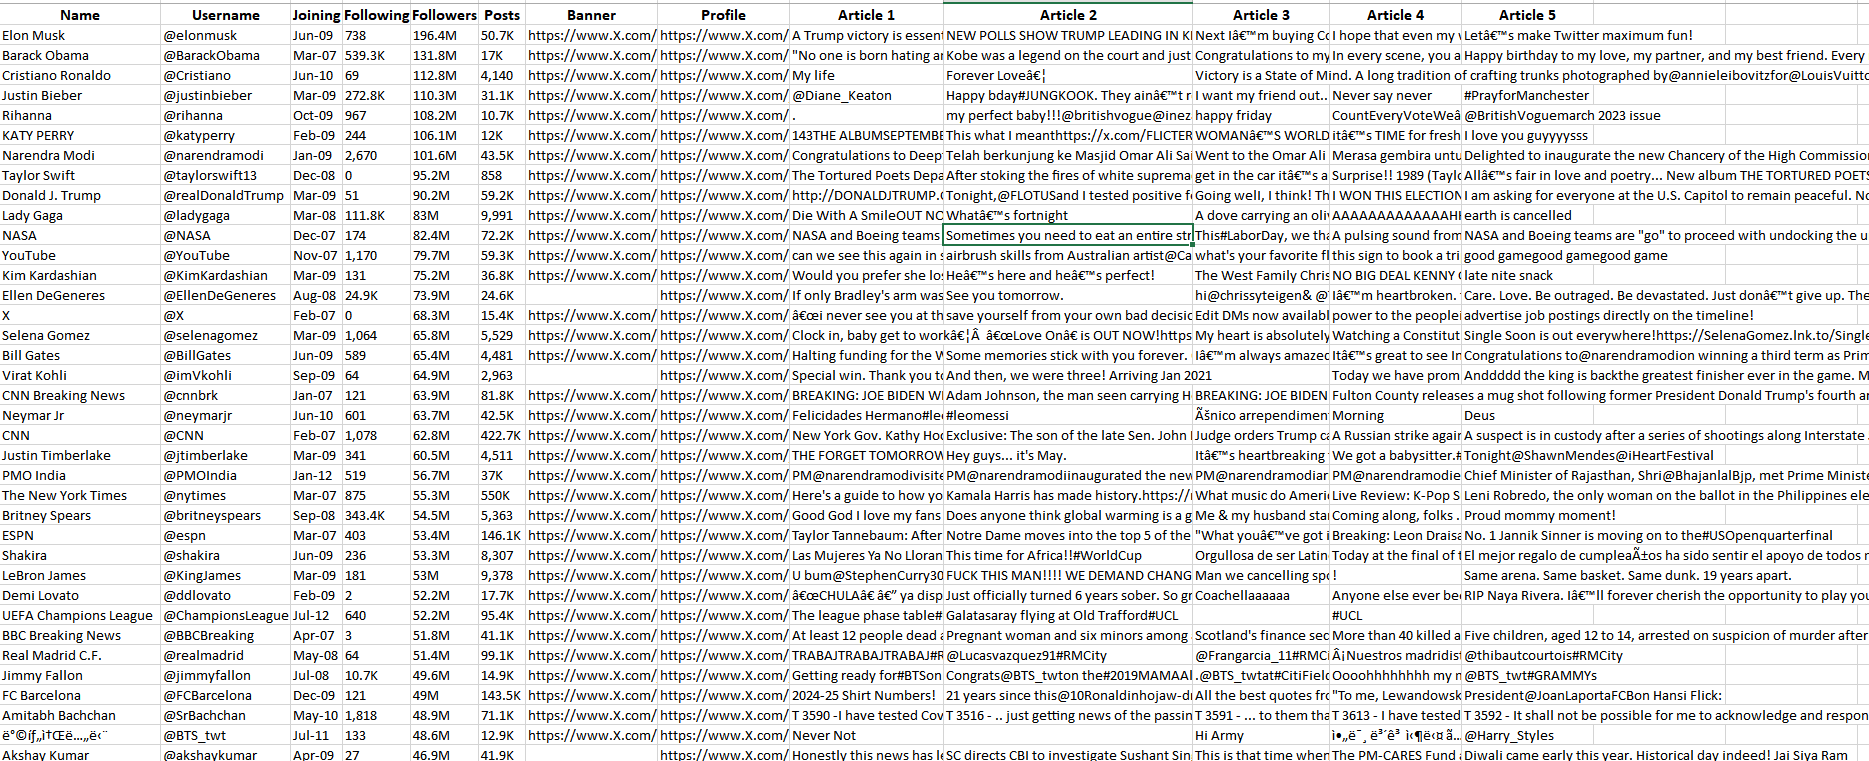 Name Username Joining Following Followers Posts Banner Profile Article 1 Article 2 Article 3 Article 4 Article 5
Elon Musk @elonmusk Jun-09 738 196.4M 50.7K https://www.X.com/ https://www.X.com/ A Trump victory is essen NEW POLLS SHOW TRUMP LEADING IN KE Next Iâ€™m buying Co I hope that even my w Letâ€™s make Twitter maximum fun!
Barack Obama @BarackObama Mar-07 539.3K 131.8M 17K https://www.X.com/ https://www.X.com/ "No one is born hating an Kobe was a legend on the court and just Congratulations to my In every scene, you a Happy birthday to my love, my partner, and my best friend. Every
Cristiano Ronaldo @Cristiano Jun-10 69 112.8M 4,140 https://www.X.com/ https://www.X.com/ My life Forever Loveâ€¦ Victory is a State of Mind. A long tradition of crafting trunks photographed by@annieleibovitzfor@LouisVuitto
Justin Bieber @justinbieber Mar-09 272.8K 110.3M 31.1K https://www.X.com/ https://www.X.com/ @Diane_Keaton Happy bday#JUNGKOOK. They ainâ€™t r I want my friend out.. Never say never #PrayforManchester
Rihanna @rihanna Oct-09 967 108.2M 10.7K https://www.X.com/ https://www.X.com/ . my perfect baby!!!@britishvogue@inez happy friday CountEveryVoteWeâ @BritishVoguemarch 2023 issue
KATY PERRY @katyperry Feb-09 244 106.1M 12K https://www.X.com/ https://www.X.com/ 143THE ALBUMSEPTEMBE This what I meanthttps://x.com/FLICTER WOMANâ€™S WORLD itâ€™s TIME for fresh I love you guyyyysss
Narendra Modi @narendramodi Jan-09 2,670 101.6M 43.5K https://www.X.com/ https://www.X.com/ Congratulations to Deep Telah berkunjung ke Masjid Omar Ali Sai Went to the Omar Ali Merasa gembira untu Delighted to inaugurate the new Chancery of the High Commissio
Taylor Swift @taylorswift13 Dec-08 0 95.2M 858 https://www.X.com/ https://www.X.com/ The Tortured Poets Depa After stoking the fires of white suprema get in the car itâ€™s a Surprise!! 1989 (Taylo Allâ€™s fair in love and poetry... New album THE TORTURED POETS
Donald J. Trump @realDonaldTrump Mar-09 51 90.2M 59.2K https://www.X.com/ https://www.X.com/ http://DONALDJTRUMP.C Tonight,@FLOTUSand I tested positive f Going well, I think! Th I WON THIS ELECTION I am asking for everyone at the U.S. Capitol to remain peaceful. No
Lady Gaga @ladygaga Mar-08 111.8K 83M 9,991 https://www.X.com/ https://www.X.com/ Die With A SmileOUT NO Whatâ€™s fortnight A dove carrying an oliv AAAAAAAAAAAAAH earth is cancelled
NASA @NASA Dec-07 174 82.4M 72.2K https://www.X.com/ https://www.X.com/ NASA and Boeing teams Sometimes you need to eat an entire str This#LaborDay, we tha A pulsing sound from NASA and Boeing teams are "go" to proceed with undocking the u
YouTube @YouTube Nov-07 1,170 79.7M 59.3K https://www.X.com/ https://www.X.com/ can we see this again in s airbrush skills from Australian artist@Ca what's your favorite fl this sign to book a tri good gamegood gamegood game
Kim Kardashian @KimKardashian Mar-09 131 75.2M 36.8K https://www.X.com/ https://www.X.com/ Would you prefer she lo Heâ€™s here and heâ€™s perfect! The West Family Chris NO BIG DEAL KENNY late nite snack
Ellen DeGeneres @EllenDeGeneres Aug-08 24.9K 73.9M 24.6K https://www.X.com/ If only Bradley's arm was See you tomorrow. hi@chrissyteigen& @ Iâ€™m heartbroken. Care. Love. Be outraged. Be devastated. Just donâ€™t give up. The
X @X Feb-07 0 68.3M 15.4K https://www.X.com/ https://www.X.com/ â€œi never see you at th save yourself from your own bad decisio Edit DMs now availabl power to the people advertise job postings directly on the timeline!
Selena Gomez @selenagomez Mar-09 1,064 65.8M 5,529 https://www.X.com/ https://www.X.com/ Clock in, baby get to work â€¦Â â€œLove Onâ€ is OUT NOW!https My heart is absolutely Watching a Constitut Single Soon is out everywhere!https://SelenaGomez.lnk.to/Single
Bill Gates @BillGates Jun-09 589 65.4M 4,481 https://www.X.com/ https://www.X.com/ Halting funding for the W Some memories stick with you forever. Iâ€™m always amazed Itâ€™s great to see In Congratulations to@narendramodion winning a third term as Prim
Virat Kohli @imVkohli Sep-09 64 64.9M 2,963 https://www.X.com/ Special win. Thank you to And then, we were three! Arriving Jan 2021 Today we have prom Anddddd the king is backthe greatest finisher ever in the game. M
CNN Breaking News @cnnbrk Jan-07 121 63.9M 81.8K https://www.X.com/ https://www.X.com/ BREAKING: JOE BIDEN WI Adam Johnson, the man seen carrying H BREAKING: JOE BIDEN Fulton County releases a mug shot following former President Donald Trump's fourth ar
Neymar Jr @neymarjr Jun-10 601 63.7M 42.5K https://www.X.com/ https://www.X.com/ Felicidades Hermano#leo #leomessi Ãšnico arrependimen Morning Deus
CNN @CNN Feb-07 1,078 62.8M 422.7K https://www.X.com/ https://www.X.com/ New York Gov. Kathy Hoc Exclusive: The son of the late Sen. John Judge orders Trump ca A Russian strike again A suspect is in custody after a series of shootings along Interstate
Justin Timberlake @jtimberlake Mar-09 341 60.5M 4,511 https://www.X.com/ https://www.X.com/ THE FORGET TOMORROW Hey guys... it's May. Itâ€™s heartbreaking We got a babysitter.# Tonight@ShawnMendes@iHeartFestival
PMO India @PMOIndia Jan-12 519 56.7M 37K https://www.X.com/ https://www.X.com/ PM@narendramodivisite PM@narendramodiinaugurated the new PM@narendramodian PM@narendramodie Chief Minister of Rajasthan, Shri@BhajanlalBjp, met Prime Ministe
The New York Times @nytimes Mar-07 875 55.3M 550K https://www.X.com/ https://www.X.com/ Here's a guide to how yo Kamala Harris has made history.https:// What music do Ameri Live Review: K-Pop S Leni Robredo, the only woman on the ballot in the Philippines ele
Britney Spears @britneyspears Sep-08 343.4K 54.5M 5,363 https://www.X.com/ https://www.X.com/ Good God I love my fans Does anyone think global warming is a g Me & my husband sta Coming along, folks . Proud mommy moment!
ESPN @espn Mar-07 403 53.4M 146.1K https://www.X.com/ https://www.X.com/ Taylor Tannebaum: After Notre Dame moves into the top 5 of the "What youâ€™ve got i Breaking: Leon Draisa No. 1 Jannik Sinner is moving on to the#USOpenquarterfinal
Shakira @shakira Jun-09 236 53.3M 8,307 https://www.X.com/ https://www.X.com/ Las Mujeres Ya No Lloran This time for Africa!!#WorldCup Orgullosa de ser Latin Today at the final of t El mejor regalo de cumpleaÃ±os ha sido sentir el apoyo de todos
LeBron James @KingJames Mar-09 181 53M 9,378 https://www.X.com/ https://www.X.com/ U bum@StephenCurry30 FUCK THIS MAN!!!! WE DEMAND CHANG Man we cancelling spo ! Same arena. Same basket. Same dunk. 19 years apart.
Demi Lovato @ddlovato Feb-09 2 52.2M 17.7K https://www.X.com/ https://www.X.com/ â€œCHULAâ€ â€” ya disp Just officially turned 6 years sober. So gr Coachellaaaaaa Anyone else ever bee RIP Naya Rivera. Iâ€™ll forever cherish the opportunity to play you
UEFA Champions League @ChampionsLeague Jul-12 640 52.2M 95.4K https://www.X.com/ https://www.X.com/ The league phase table# Galatasaray flying at Old Trafford#UCL #UCL
BBC Breaking News @BBCBreaking Apr-07 3 51.8M 41.1K https://www.X.com/ https://www.X.com/ At least 12 people dead a Pregnant woman and six minors among Scotland's finance sec More than 40 killed a Five children, aged 12 to 14, arrested on suspicion of murder after
Real Madrid C.F. @realmadrid May-08 64 51.4M 99.1K https://www.X.com/ https://www.X.com/ TRABAJTRABAJTRABAJ#R @Lucasvazquez91#RMCity @Frangarcia_11#RMC Â¡Nuestros madridis @thibautcourtois#RMCity
Jimmy Fallon @jimmyfallon Jul-08 10.7K 49.6M 14.9K https://www.X.com/ https://www.X.com/ Getting ready for#BTSon Congrats@BTS_twton the#2019MAMAAI .@BTS_twtat#CitiField Oooohhhhhhh my n @BTS_twt#GRAMMYs
FC Barcelona @FCBarcelona Dec-09 121 49M 143.5K https://www.X.com/ https://www.X.com/ 2024-25 Shirt Numbers! 21 years since this@10Ronaldinhojaw-d All the best quotes fr "To me, Lewandowsk President@JoanLaportaFCBon Hansi Flick:
Amitabh Bachchan @SrBachchan May-10 1,818 48.9M 71.1K https://www.X.com/ https://www.X.com/ T 3590 -I have tested Cov T 3516 - .. just getting news of the passin T 3591 - ... to them tha T 3613 - I have tested T 3592 - It shall not be possible for me to acknowledge and respon
@BTS_twt Jul-11 133 48.6M 12.9K https://www.X.com/ https://www.X.com/ Never Not Hi Army @Harry_Styles
Akshay Kumar @akshaykumar Apr-09 27 46.9M 41.9K https://www.X.com/ Honestly this news has le SC directs CBI to investigate Sushant Sin This is that time when The PM-CARES Fund Diwali came early this year. Historical day indeed! Jai Siya Ram